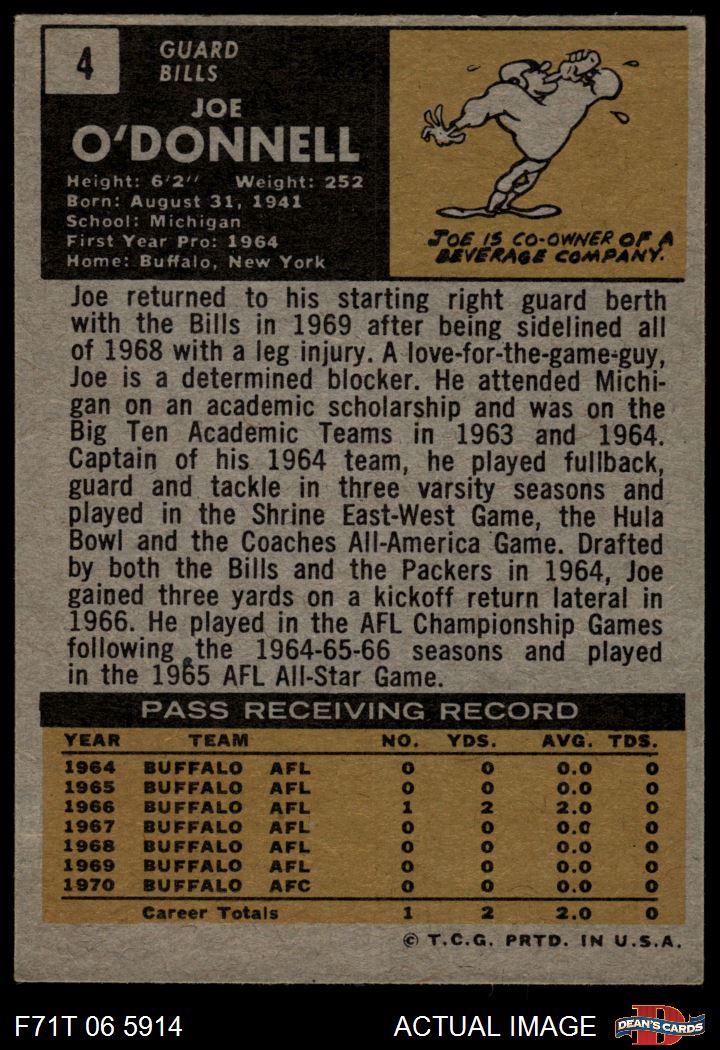 4
GUARD
BILLS
JOE
O'DONNELL
Height: 6'2" Weight: 252
Born: August 31, 1941
School: Michigan
First Year Pro: 1964
Home: Buffalo, New York
JOE IS CO-OWNER OF A
BEVERAGE COMPANY.
Joe returned to his starting right guard berth
with the Bills in 1969 after being sidelined all
of 1968 with a leg injury. A love-for-the-game-guy,
Joe is a determined blocker. He attended Michi-
gan on an academic scholarship and was on the
Big Ten Academic Teams in 1963 and 1964.
Captain of his 1964 team, he played fullback,
guard and tackle in three varsity seasons and
played in the Shrine East-West Game, the Hula
Bowl and the Coaches All-America Game. Drafted
by both the Bills and the Packers in 1964, Joe
gained three yards on a kickoff return lateral in
1966. He played in the AFL Championship Games
following the 1964-65-66 seasons and played
in the 1965 AFL All-Star Game.
PASS RECEIVING RECORD
YEAR TEAM NO. YDS. AVG. TDS.
1964 BUFFALO AFL 0 0 0.0 0
1965 BUFFALO AFL 0 0 0.0 0
1966 BUFFALO AFL 1 2 2.0 0
1967 BUFFALO AFL 0 0 0.0 0
1968 BUFFALO AFL 0 0 0.0 0
1969 BUFFALO AFL 0 0 0.0 0
1970 BUFFALO AFC 0 0 0.0 0
Career Totals 1 2 2.0 0
© T.C.G. PRTD. IN U.S.A.
F71T 06 5914 ACTUAL IMAGE D DEAN'S CARDS